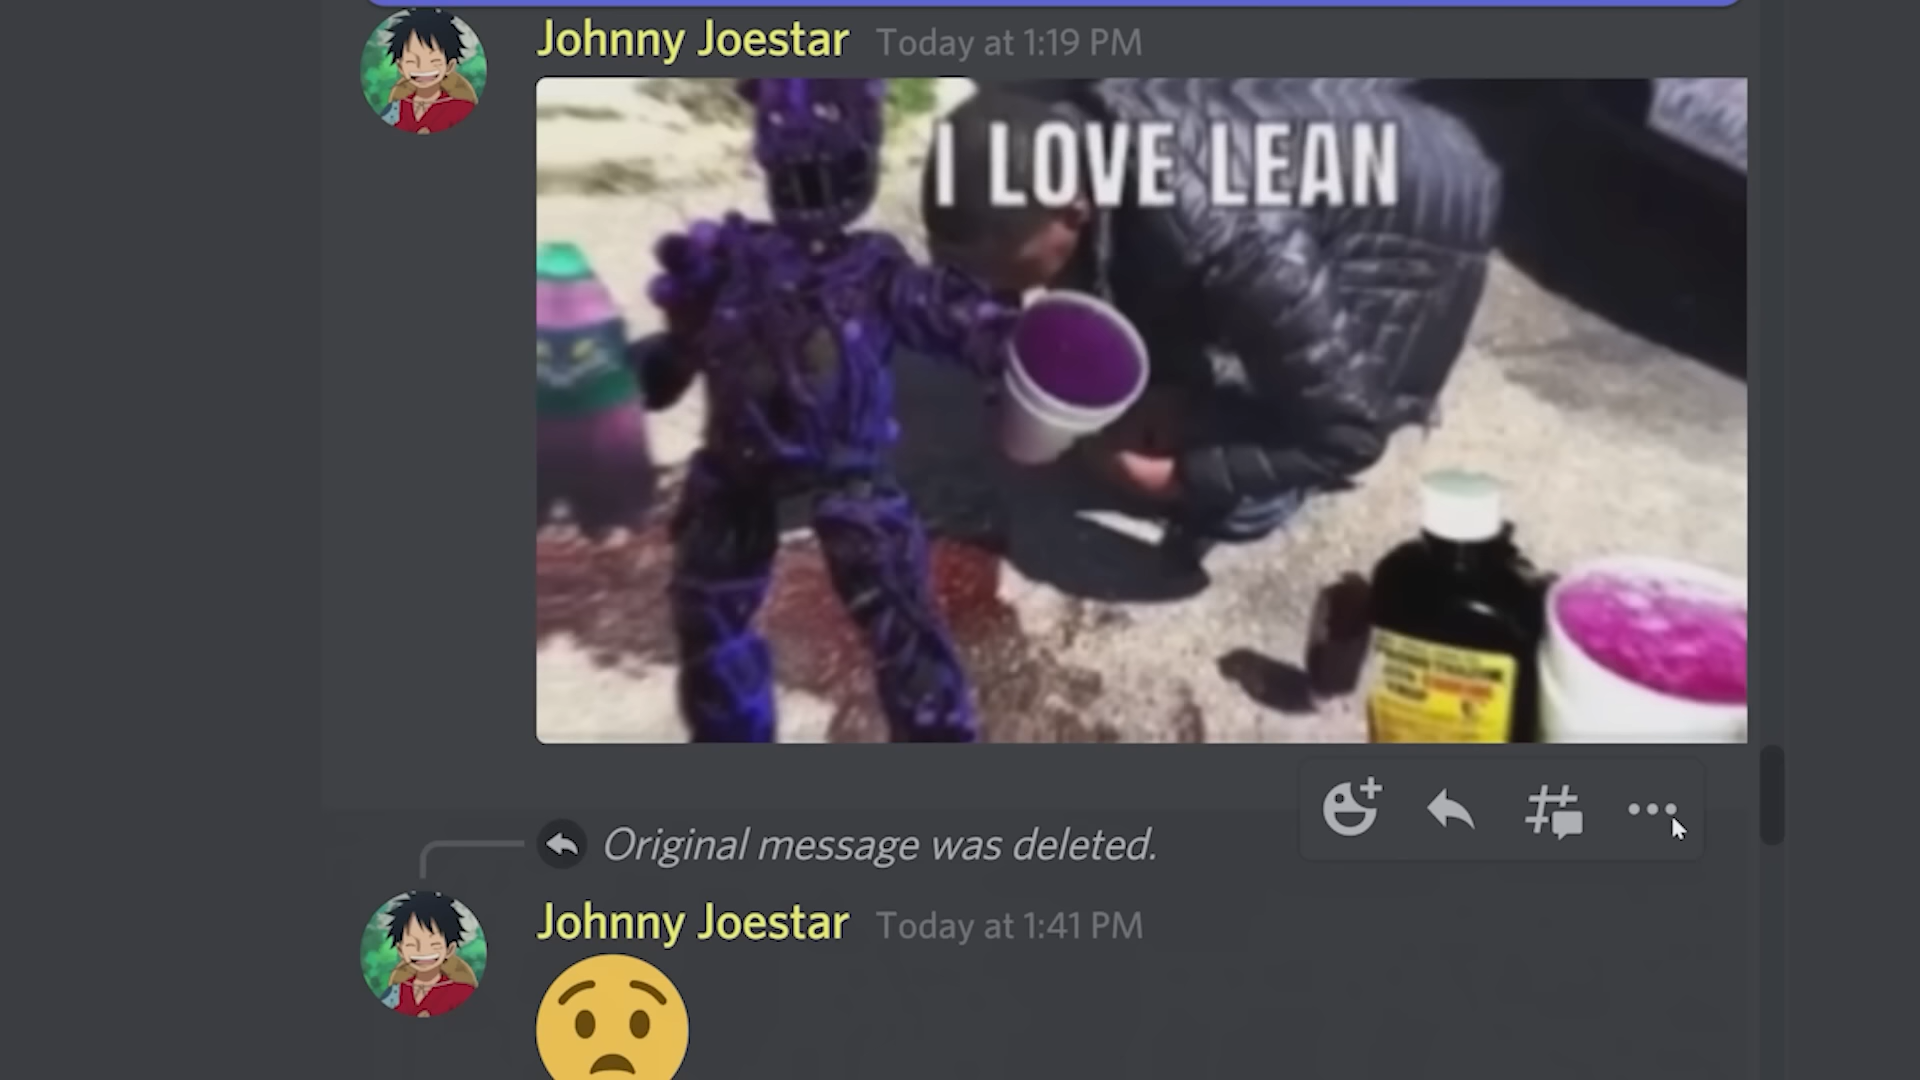 Johnny Joestar Today at 1:19 PM
I LOVE LEAN
Original message was deleted.
Johnny Joestar Today at 1:41 PM